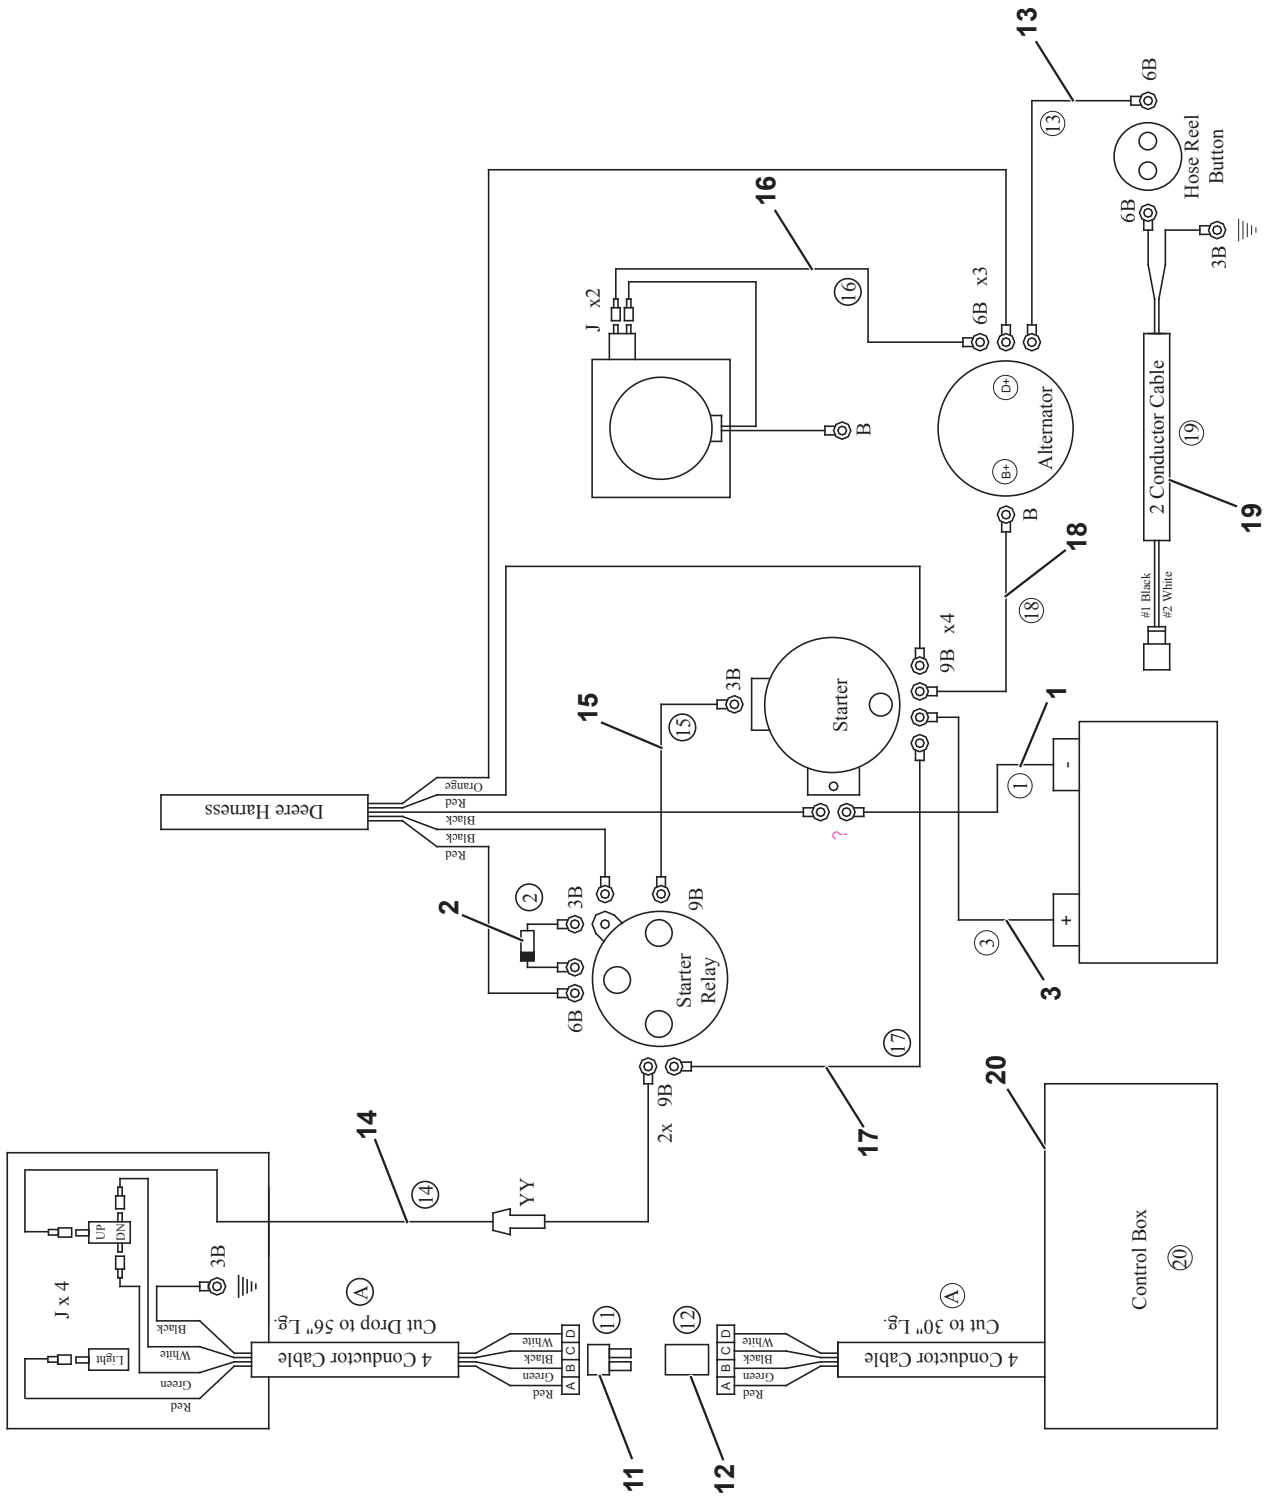 13
6B
13
Hose Reel
Button
6B
3B
16
J x2
16
6B x3
D+
B+
Alternator
B
B
2 Conductor Cable
19
19
#1 Black
#2 White
18
18
Deere Harness
Orange
Red
Black
Black
Red
15
15
3B
Starter
9B x4
?
1
1
-
+
3
3
2
2
3B
9B
6B
Starter
Relay
2x 9B
17
17
14
14
YY
UP
DN
J x 4
3B
Light
Black
White
Green
Red
4 Conductor Cable
Cut Drop to 56" Lg.
A
White
Black
Green
Red
A B C D
11
11
12
12
A B C D
White
Black
Green
Red
4 Conductor Cable
Cut to 30" Lg.
A
20
Control Box
20